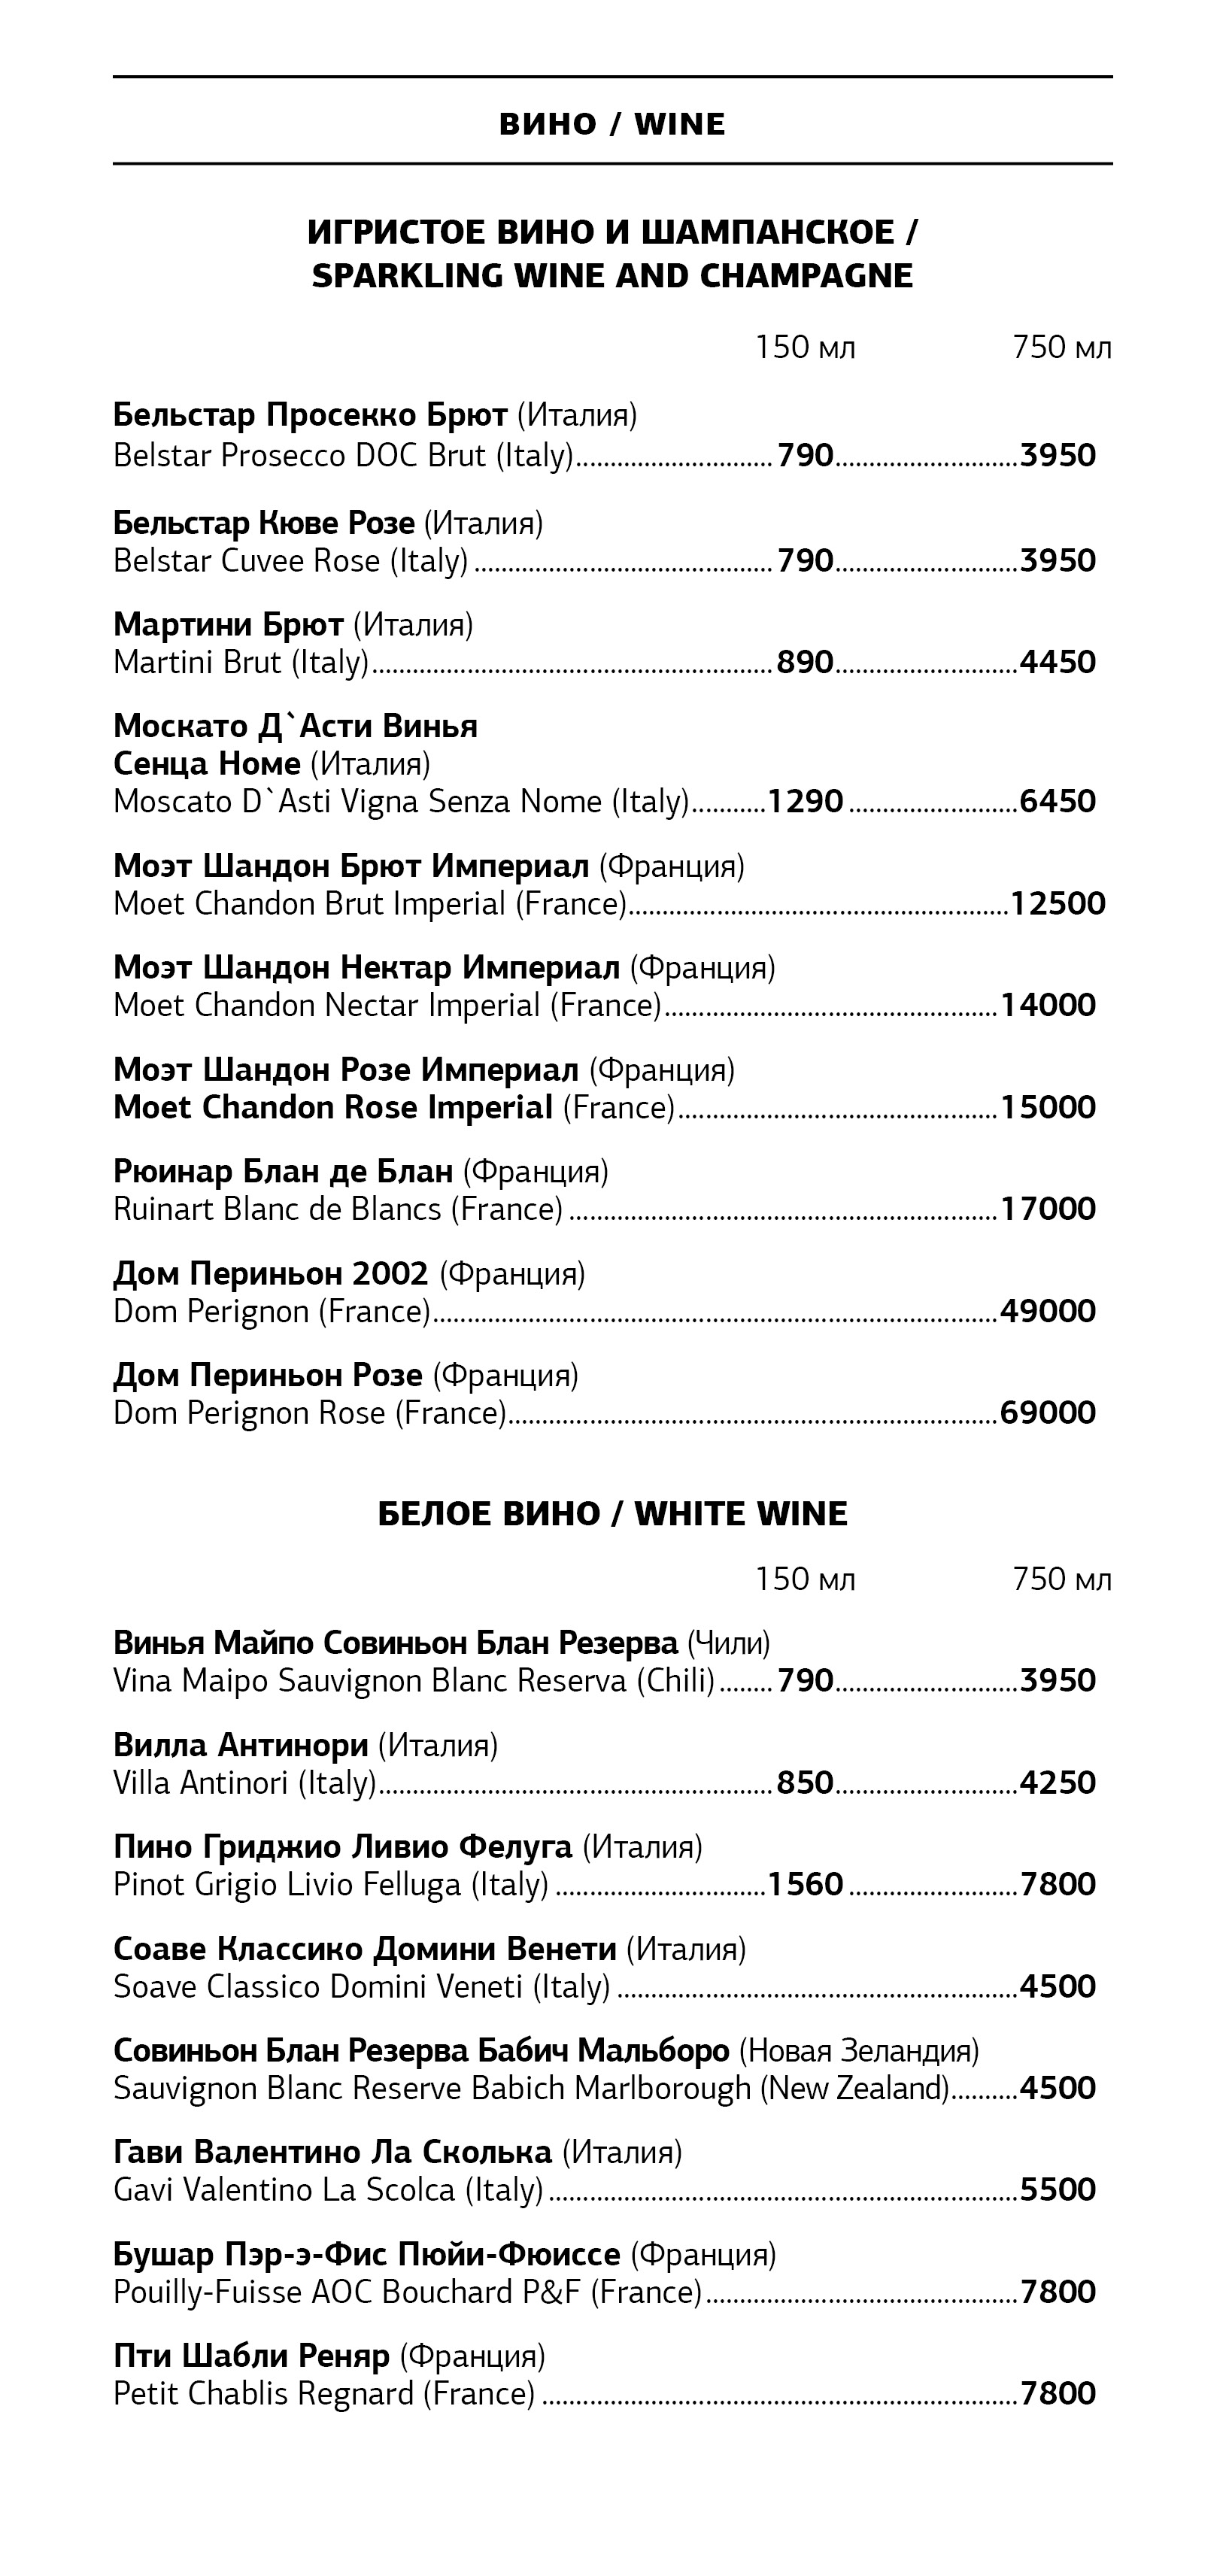 ВИНО / WINE
ИГРИСТОЕ ВИНО И ШАМПАНСКОЕ /
SPARKLING WINE AND CHAMPAGNE
150 мл 750 мл
Бельстар Просекко Брют (Италия)
Belstar Prosecco DOC Brut (Italy)............................. 790...........................3950
Бельстар Кюве Розе (Италия)
Belstar Cuvee Rose (Italy) ............................................ 790...........................3950
Мартини Брют (Италия)
Martini Brut (Italy)........................................................... 890...........................4450
Москато Д`Асти Винья
Сенца Номе (Италия)
Moscato D`Asti Vigna Senza Nome (Italy)...........1290 .........................6450
Моэт Шандон Брют Империал (Франция)
Moet Chandon Brut Imperial (France)........................................................12500
Моэт Шандон Нектар Империал (Франция)
Moet Chandon Nectar Imperial (France).................................................14000
Моэт Шандон Розе Империал (Франция)
Moet Chandon Rose Imperial (France)...............................................15000
Рюинар Блан де Блан (Франция)
Ruinart Blanc de Blancs (France) ...............................................................17000
Дом Периньон 2002 (Франция)
Dom Perignon (France)...................................................................................49000
Дом Периньон Розе (Франция)
Dom Perignon Rose (France)........................................................................69000
БЕЛОЕ ВИНО / WHITE WINE
150 мл 750 мл
Винья Майпо Совиньон Блан Резерва (Чили)
Vina Maipo Sauvignon Blanc Reserva (Chili)........ 790...........................3950
Вилла Антинори (Италия)
Villa Antinori (Italy).......................................................... 850...........................4250
Пино Гриджио Ливио Фелуга (Италия)
Pinot Grigio Livio Felluga (Italy) ...............................1560 .........................7800
Соаве Классико Домини Венети (Италия)
Soave Classico Domini Veneti (Italy) ...........................................................4500
Совиньон Блан Резерва Бабич Мальборо (Новая Зеландия)
Sauvignon Blanc Reserve Babich Marlborough (New Zealand)..........4500
Гави Валентино Ла Сколька (Италия)
Gavi Valentino La Scolca (Italy) .....................................................................5500
Бушар Пэр-э-Фис Пюйи-Фюиссе (Франция)
Pouilly-Fuisse AOC Bouchard P&F (France)..............................................7800
Пти Шабли Реняр (Франция)
Petit Chablis Regnard (France) ......................................................................7800